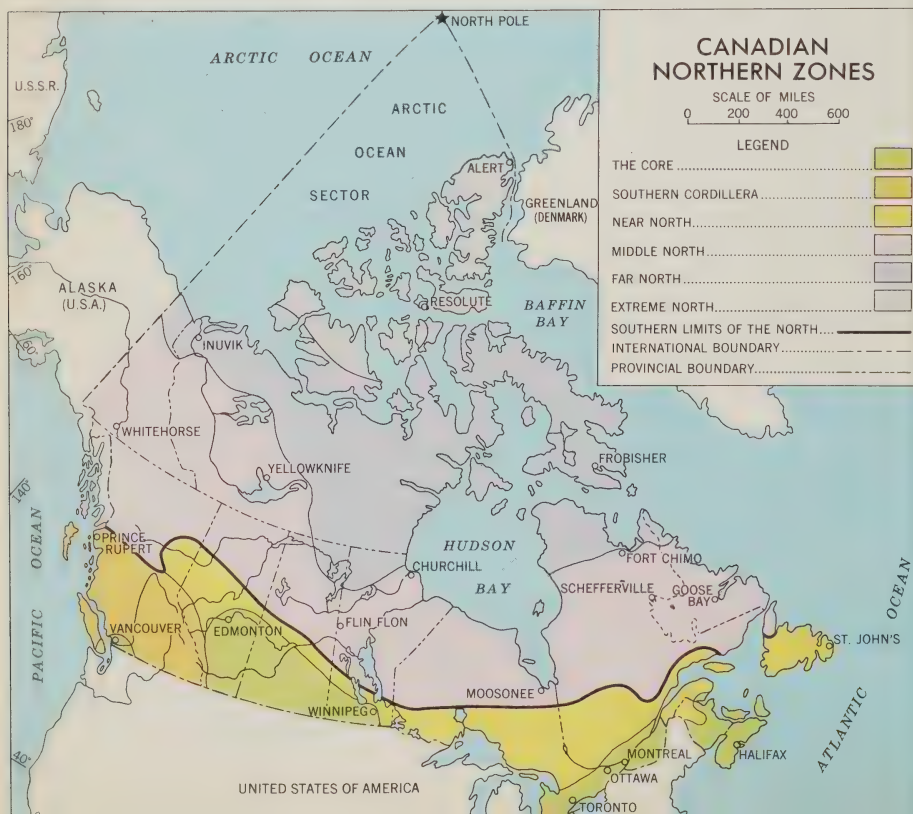 NORTH POLE
ARCTIC OCEAN
U.S.S.R.
180°
ARCTIC
OCEAN
SECTOR
ALERT
GREENLAND
(DENMARK)
160°
ALASKA
(U.S.A.)
RESOLUTE
BAFFIN
BAY
60°
INUVIK
WHITEHORSE
YELLOWKNIFE
FROBISHER
140°
PACIFIC OCEAN
PRINCE
RUPERT
HUDSON
BAY
CHURCHILL
FORT CHIMO
SCHEFFERVILLE
GOOSE
BAY
VANCOUVER
EDMONTON
FLIN FLON
ST. JOHN'S
ATLANTIC OCEAN
MOOSONEE
WINNIPEG
40°
MONTREAL
HALIFAX
OTTAWA
UNITED STATES OF AMERICA
TORONTO
CANADIAN
NORTHERN ZONES
SCALE OF MILES
0 200 400 600
LEGEND
THE CORE
SOUTHERN CORDILLERA
NEAR NORTH
MIDDLE NORTH
FAR NORTH
EXTREME NORTH
SOUTHERN LIMITS OF THE NORTH
INTERNATIONAL BOUNDARY
PROVINCIAL BOUNDARY